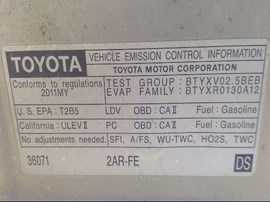 TOYOTA
VEHICLE EMISSION CONTROL INFORMATION
TOYOTA MOTOR CORPORATION
Conforms to regulations
2011MY
TEST GROUP : BTYXV02.5BEB
EVAP FAMILY : BTYXR0130A12
U. S. EPA : T2B5 LDV OBD : CAⅡ Fuel : Gasoline
California : ULEVⅡ PC OBD : CAⅡ Fuel : Gasoline
No adjustments needed. SFI, A/FS, WU-TWC, HO2S, TWC
36071 2AR-FE DS